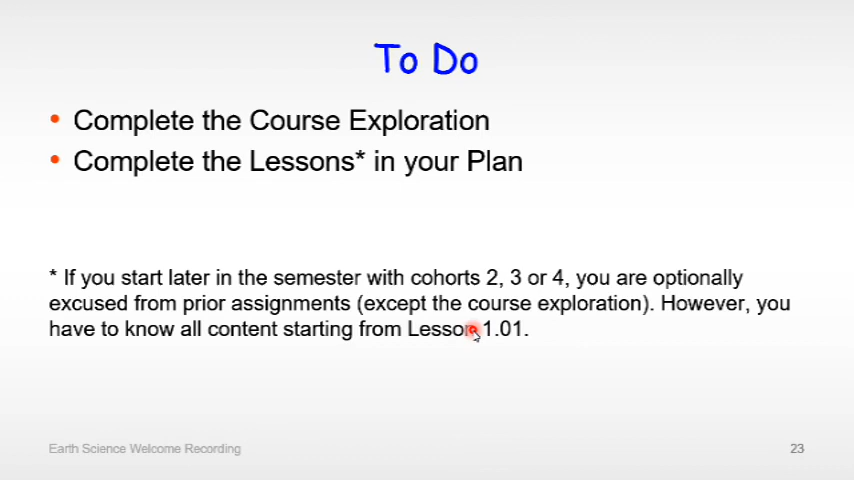 To Do
• Complete the Course Exploration
• Complete the Lessons* in your Plan
* If you start later in the semester with cohorts 2, 3 or 4, you are optionally
excused from prior assignments (except the course exploration). However, you
have to know all content starting from Lesson 1.01.
Earth Science Welcome Recording
23